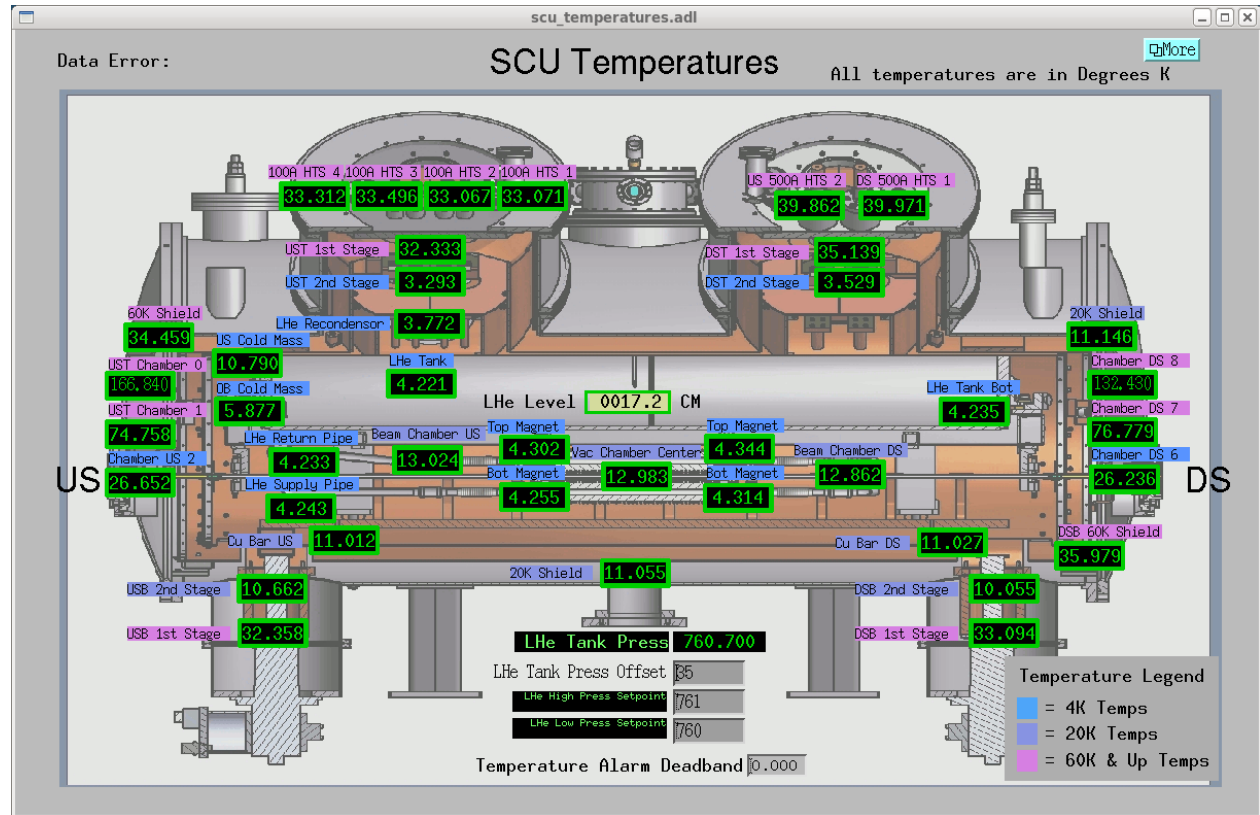 scu_temperatures.adl
Data Error:
SCU Temperatures
More
All temperatures are in Degrees K
100A HTS 4 100A HTS 3 100A HTS 2 100A HTS 1
33.312 33.496 33.067 33.071
US 500A HTS 2 DS 500A HTS 1
39.862 39.971
UST 1st Stage 32.333
DST 1st Stage 35.139
UST 2nd Stage 3.293
DST 2nd Stage 3.529
60K Shield
34.459
LHe Recondensor 3.772
20K Shield
11.146
US Cold Mass
10.790
UST Chamber 0
166.840
LHe Tank
4.221
Chamber DS 8
132.430
OB Cold Mass
5.877
LHe Level 0017.2 CM
LHe Tank Bot
4.235
UST Chamber 1
74.758
Chamber DS 7
76.779
LHe Return Pipe
4.233
Beam Chamber US
13.024
Top Magnet
4.302
Top Magnet
4.344
Vac Chamber Center
12.983
Beam Chamber DS
12.862
US
Chamber US 2
26.652
Chamber DS 6
26.236
DS
LHe Supply Pipe
4.243
Bot Magnet
4.255
Bot Magnet
4.314
Cu Bar US 11.012
Cu Bar DS 11.027
DSB 60K Shield
35.979
20K Shield 11.055
USB 2nd Stage 10.662
DSB 2nd Stage 10.055
USB 1st Stage 32.358
DSB 1st Stage 33.094
LHe Tank Press 760.700
LHe Tank Press Offset 35
LHe High Press Setpoint 761
LHe Low Press Setpoint 760
Temperature Alarm Deadband 0.000
Temperature Legend
= 4K Temps
= 20K Temps
= 60K & Up Temps